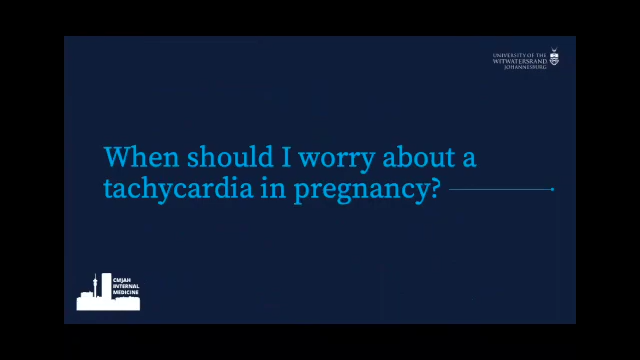 UNIVERSITY OF THE
WITWATERSRAND,
JOHANNESBURG
When should I worry about a
tachycardia in pregnancy?
CMJAH
INTERNAL
MEDICINE